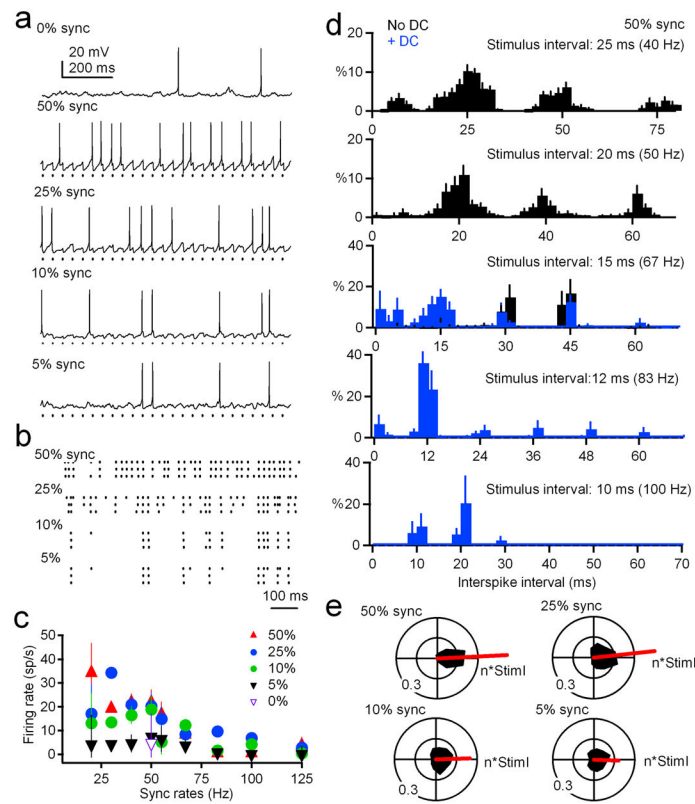 a
0% sync
20 mV
200 ms
50% sync
25% sync
10% sync
5% sync
b
50% sync
25%
10%
5%
100 ms
c
50
40
30
20
10
0
Firing rate (sp/s)
0 25 50 75 100 125
Sync rates (Hz)
50%
25%
10%
5%
0%
d
No DC
+ DC
50% sync
Stimulus interval: 25 ms (40 Hz)
%10
20
0
25 50 75
Stimulus interval: 20 ms (50 Hz)
20
%10
0
20 40 60
Stimulus interval: 15 ms (67 Hz)
40
% 20
0
0 15 30 45 60
Stimulus interval:12 ms (83 Hz)
40
% 20
0
0 12 24 36 48 60
Stimulus interval: 10 ms (100 Hz)
40
%20
0
0 10 20 30 40 50 60 70
Interspike interval (ms)
e
50% sync
0.3
n*Stiml
25% sync
0.3
n*Stiml
10% sync
0.3
n*Stiml
5% sync
0.3
n*Stiml